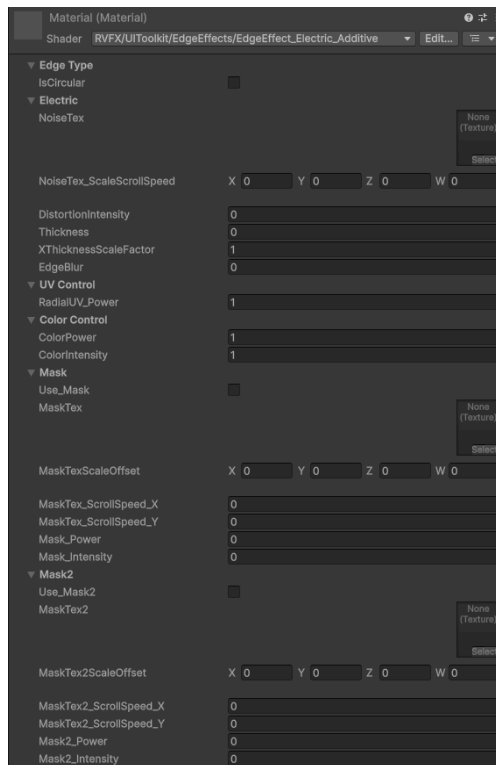 Material (Material)
Shader RVFX/UIToolkit/EdgeEffects/EdgeEffect_Electric_Additive Edit...
Edge Type
IsCircular
Electric
NoiseTex None (Texture) Select
NoiseTex_ScaleScrollSpeed X 0 Y 0 Z 0 W 0
DistortionIntensity 0
Thickness 0
XThicknessScaleFactor 1
EdgeBlur 0
UV Control
RadialUV_Power 1
Color Control
ColorPower 1
ColorIntensity 1
Mask
Use_Mask
MaskTex None (Texture) Select
MaskTexScaleOffset X 0 Y 0 Z 0 W 0
MaskTex_ScrollSpeed_X 0
MaskTex_ScrollSpeed_Y 0
Mask_Power 0
Mask_Intensity 0
Mask2
Use_Mask2
MaskTex2 None (Texture) Select
MaskTex2ScaleOffset X 0 Y 0 Z 0 W 0
MaskTex2_ScrollSpeed_X 0
MaskTex2_ScrollSpeed_Y 0
Mask2_Power 0
Mask2_Intensity 0